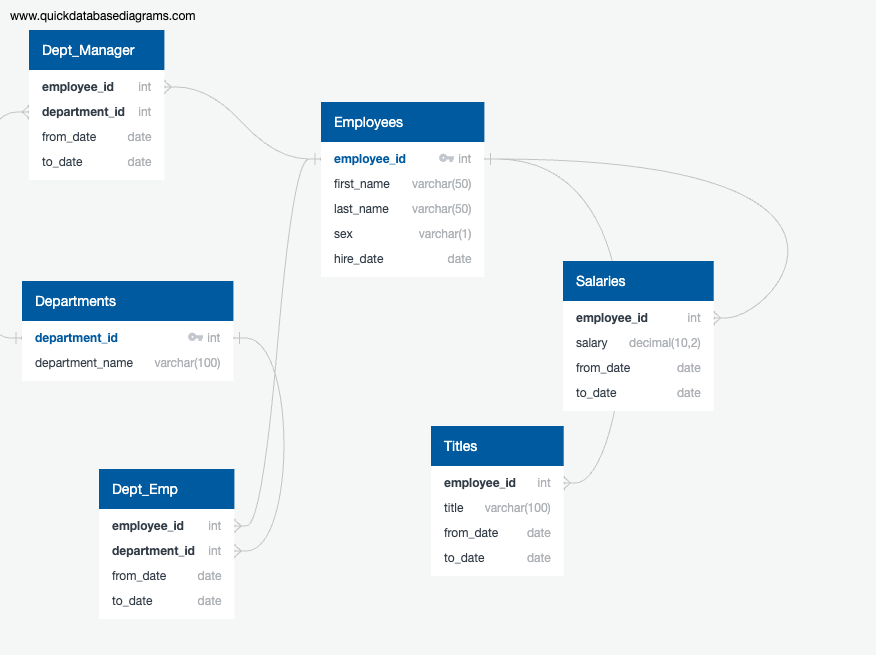 www.quickdatabasediagrams.com
Dept_Manager
employee_id int
department_id int
from_date date
to_date date
Employees
employee_id int
first_name varchar(50)
last_name varchar(50)
sex varchar(1)
hire_date date
Departments
department_id int
department_name varchar(100)
Salaries
employee_id int
salary decimal(10,2)
from_date date
to_date date
Titles
employee_id int
title varchar(100)
from_date date
to_date date
Dept_Emp
employee_id int
department_id int
from_date date
to_date date